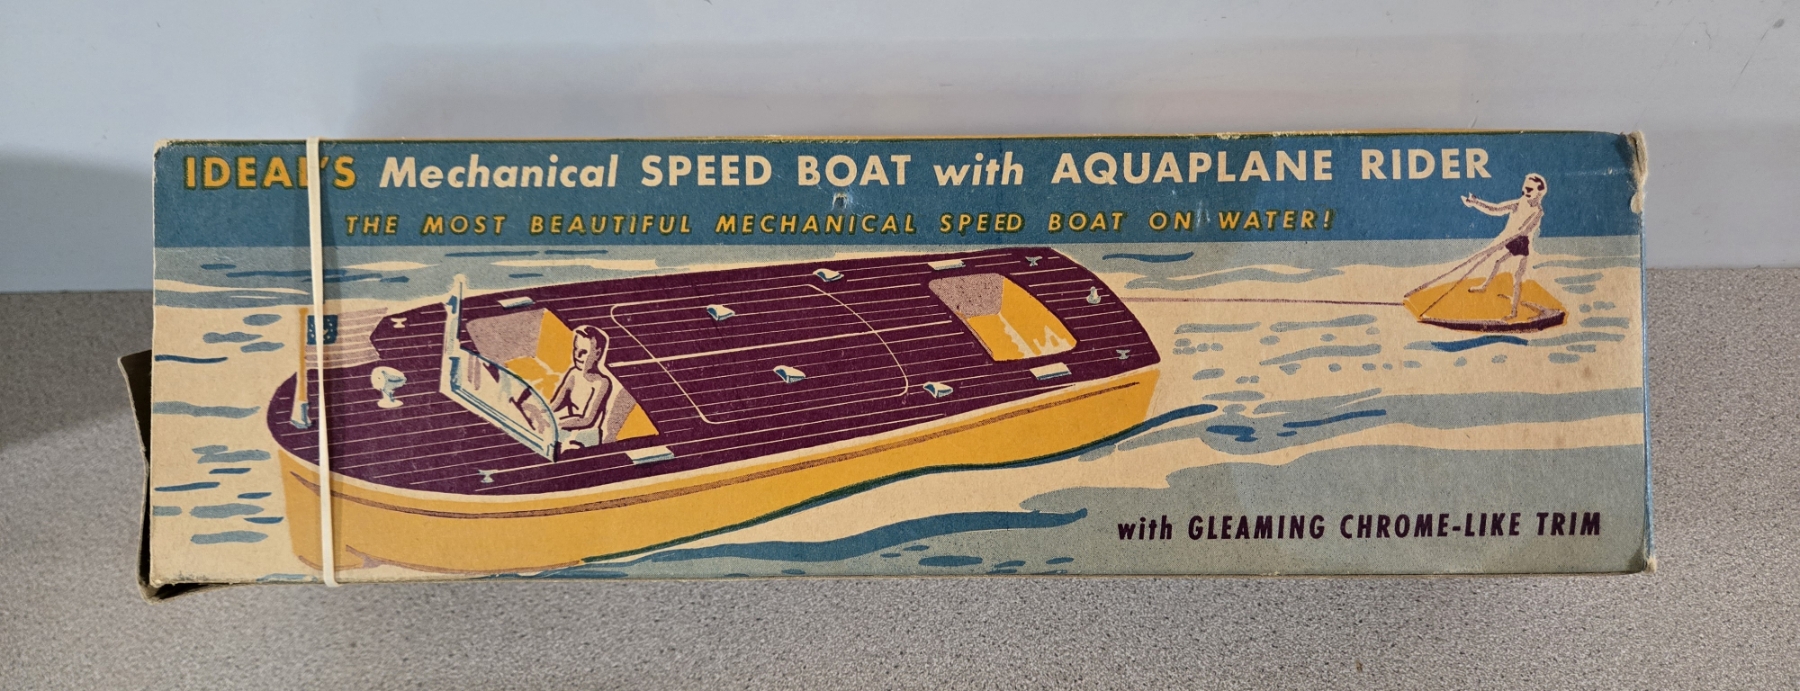 IDEAL'S Mechanical SPEED BOAT with AQUAPLANE RIDER
THE MOST BEAUTIFUL MECHANICAL SPEED BOAT ON WATER!
with GLEAMING CHROME-LIKE TRIM